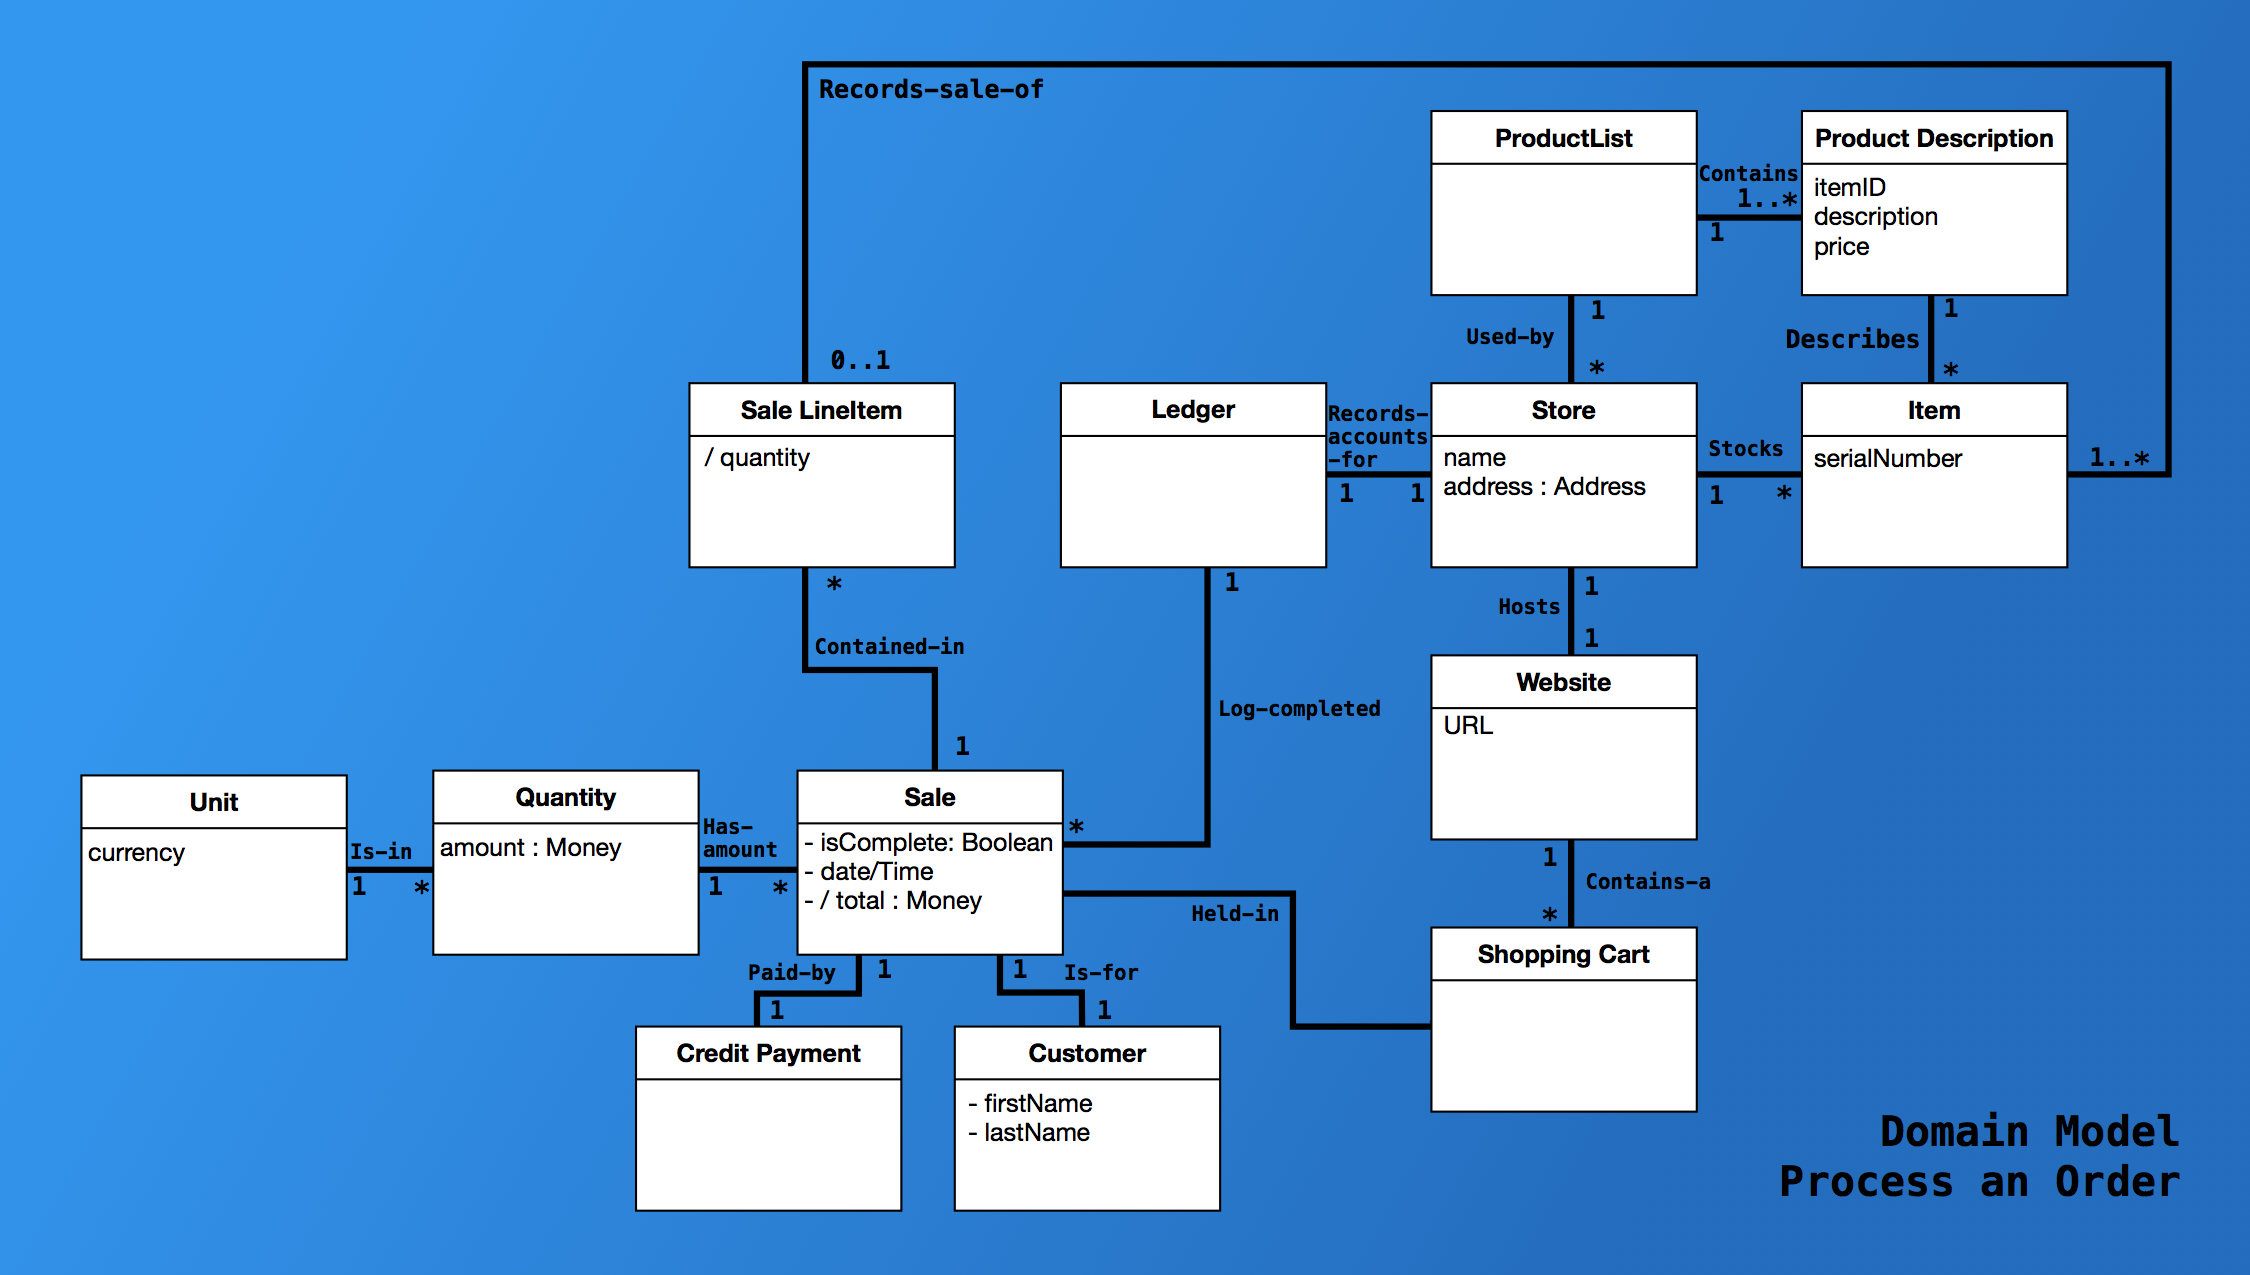 Records-sale-of
ProductList
Product Description
Contains
1..*
1
itemID
description
price
1
Used-by
*
1
Describes
*
0..1
Sale LineItem
/ quantity
Ledger
Records-
accounts
-for
1
1
Store
name
address : Address
Stocks
1
*
Item
serialNumber
1..*
*
Contained-in
1
1
Log-completed
*
1
Hosts
1
Website
URL
Unit
currency
Is-in
1
*
Quantity
amount : Money
Has-
amount
1
*
Sale
- isComplete: Boolean
- date/Time
- / total : Money
Held-in
1
Contains-a
*
Shopping Cart
Paid-by
1
1
1
Is-for
1
Credit Payment
Customer
- firstName
- lastName
Domain Model
Process an Order